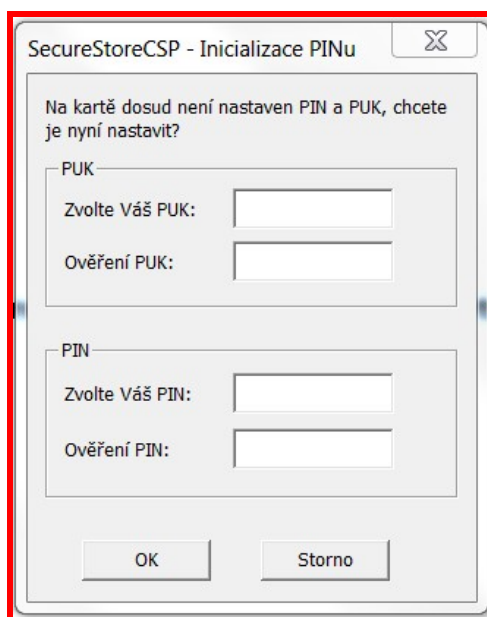 SecureStoreCSP - Inicializace PINu
Na kartě dosud není nastaven PIN a PUK, chcete
je nyní nastavit?
PUK
Zvolte Váš PUK:
Ověření PUK:
PIN
Zvolte Váš PIN:
Ověření PIN:
OK
Storno